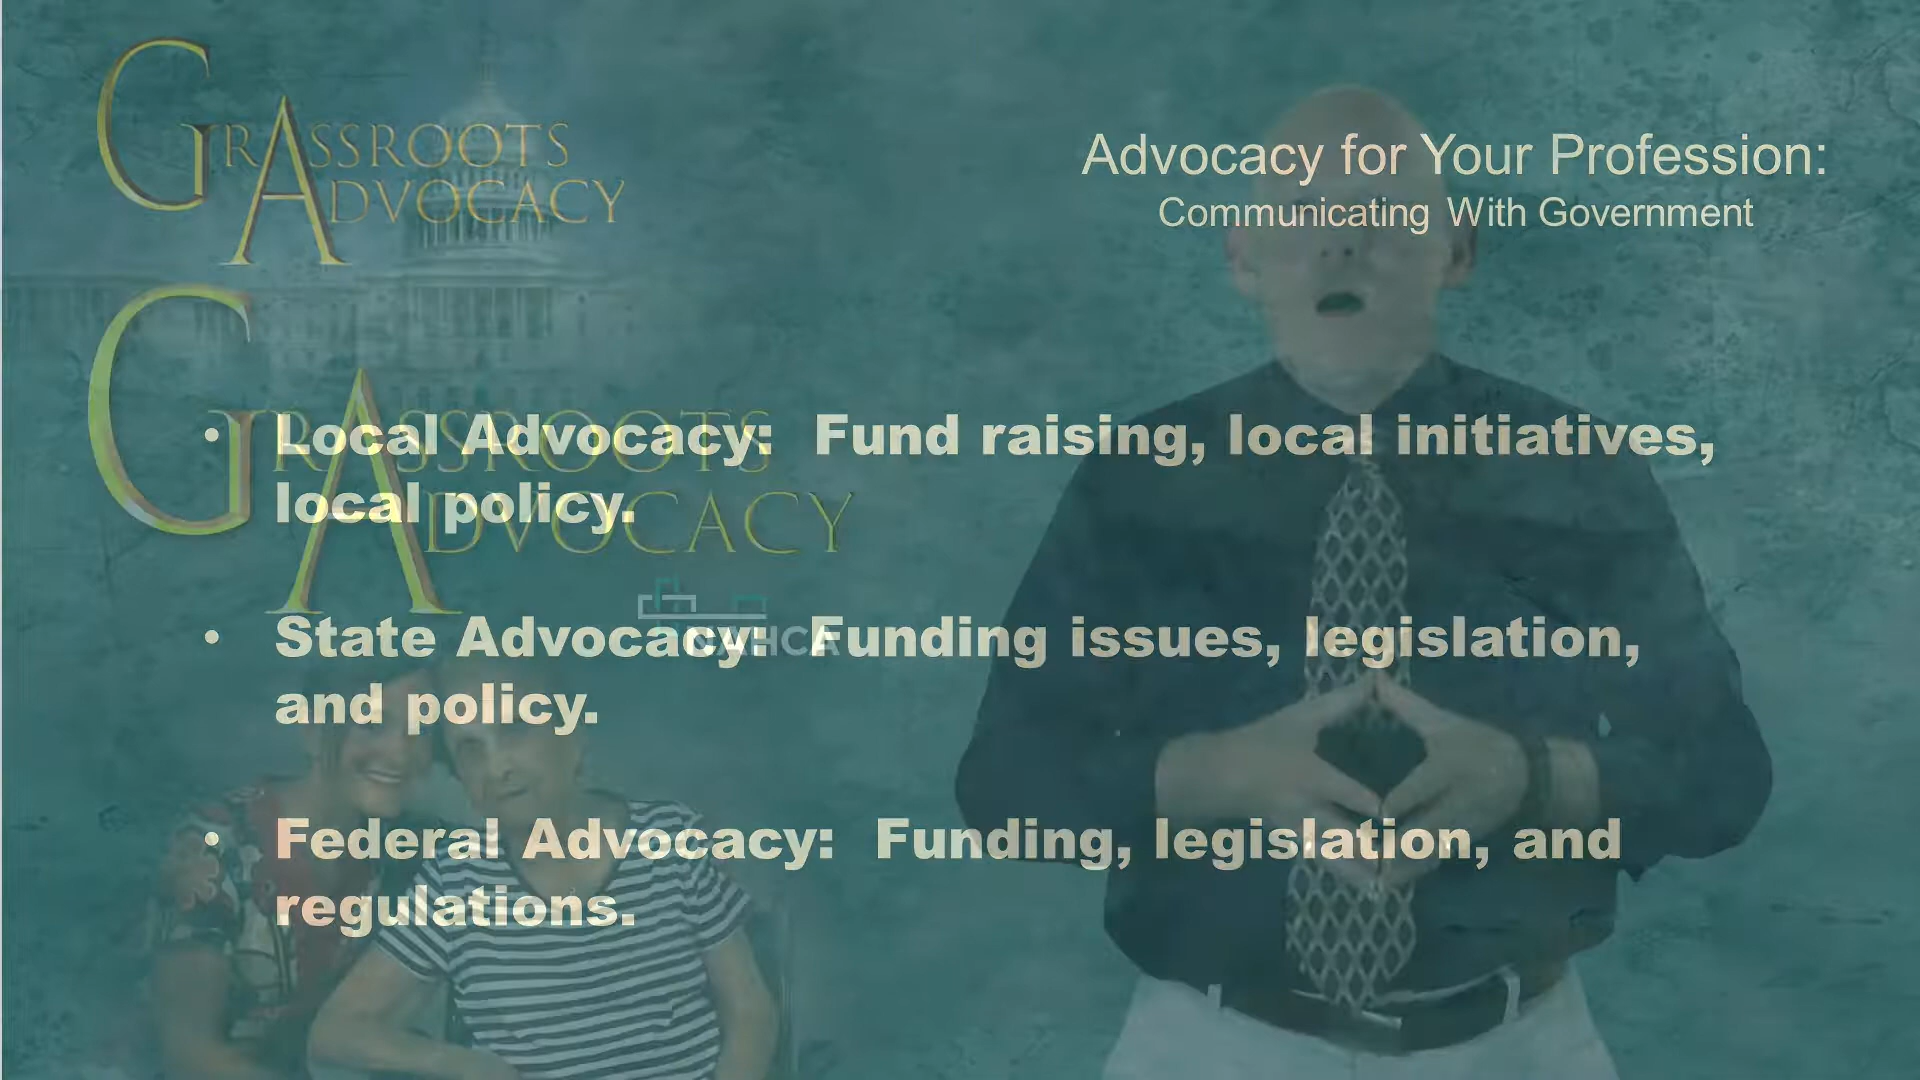 GRASSROOTS
ADVOCACY
Advocacy for Your Profession:
Communicating With Government
GRASSROOTS
ADVOCACY
• Local Advocacy: Fund raising, local initiatives,
local policy.
NAHCA
• State Advocacy: Funding issues, legislation,
and policy.
• Federal Advocacy: Funding, legislation, and
regulations.